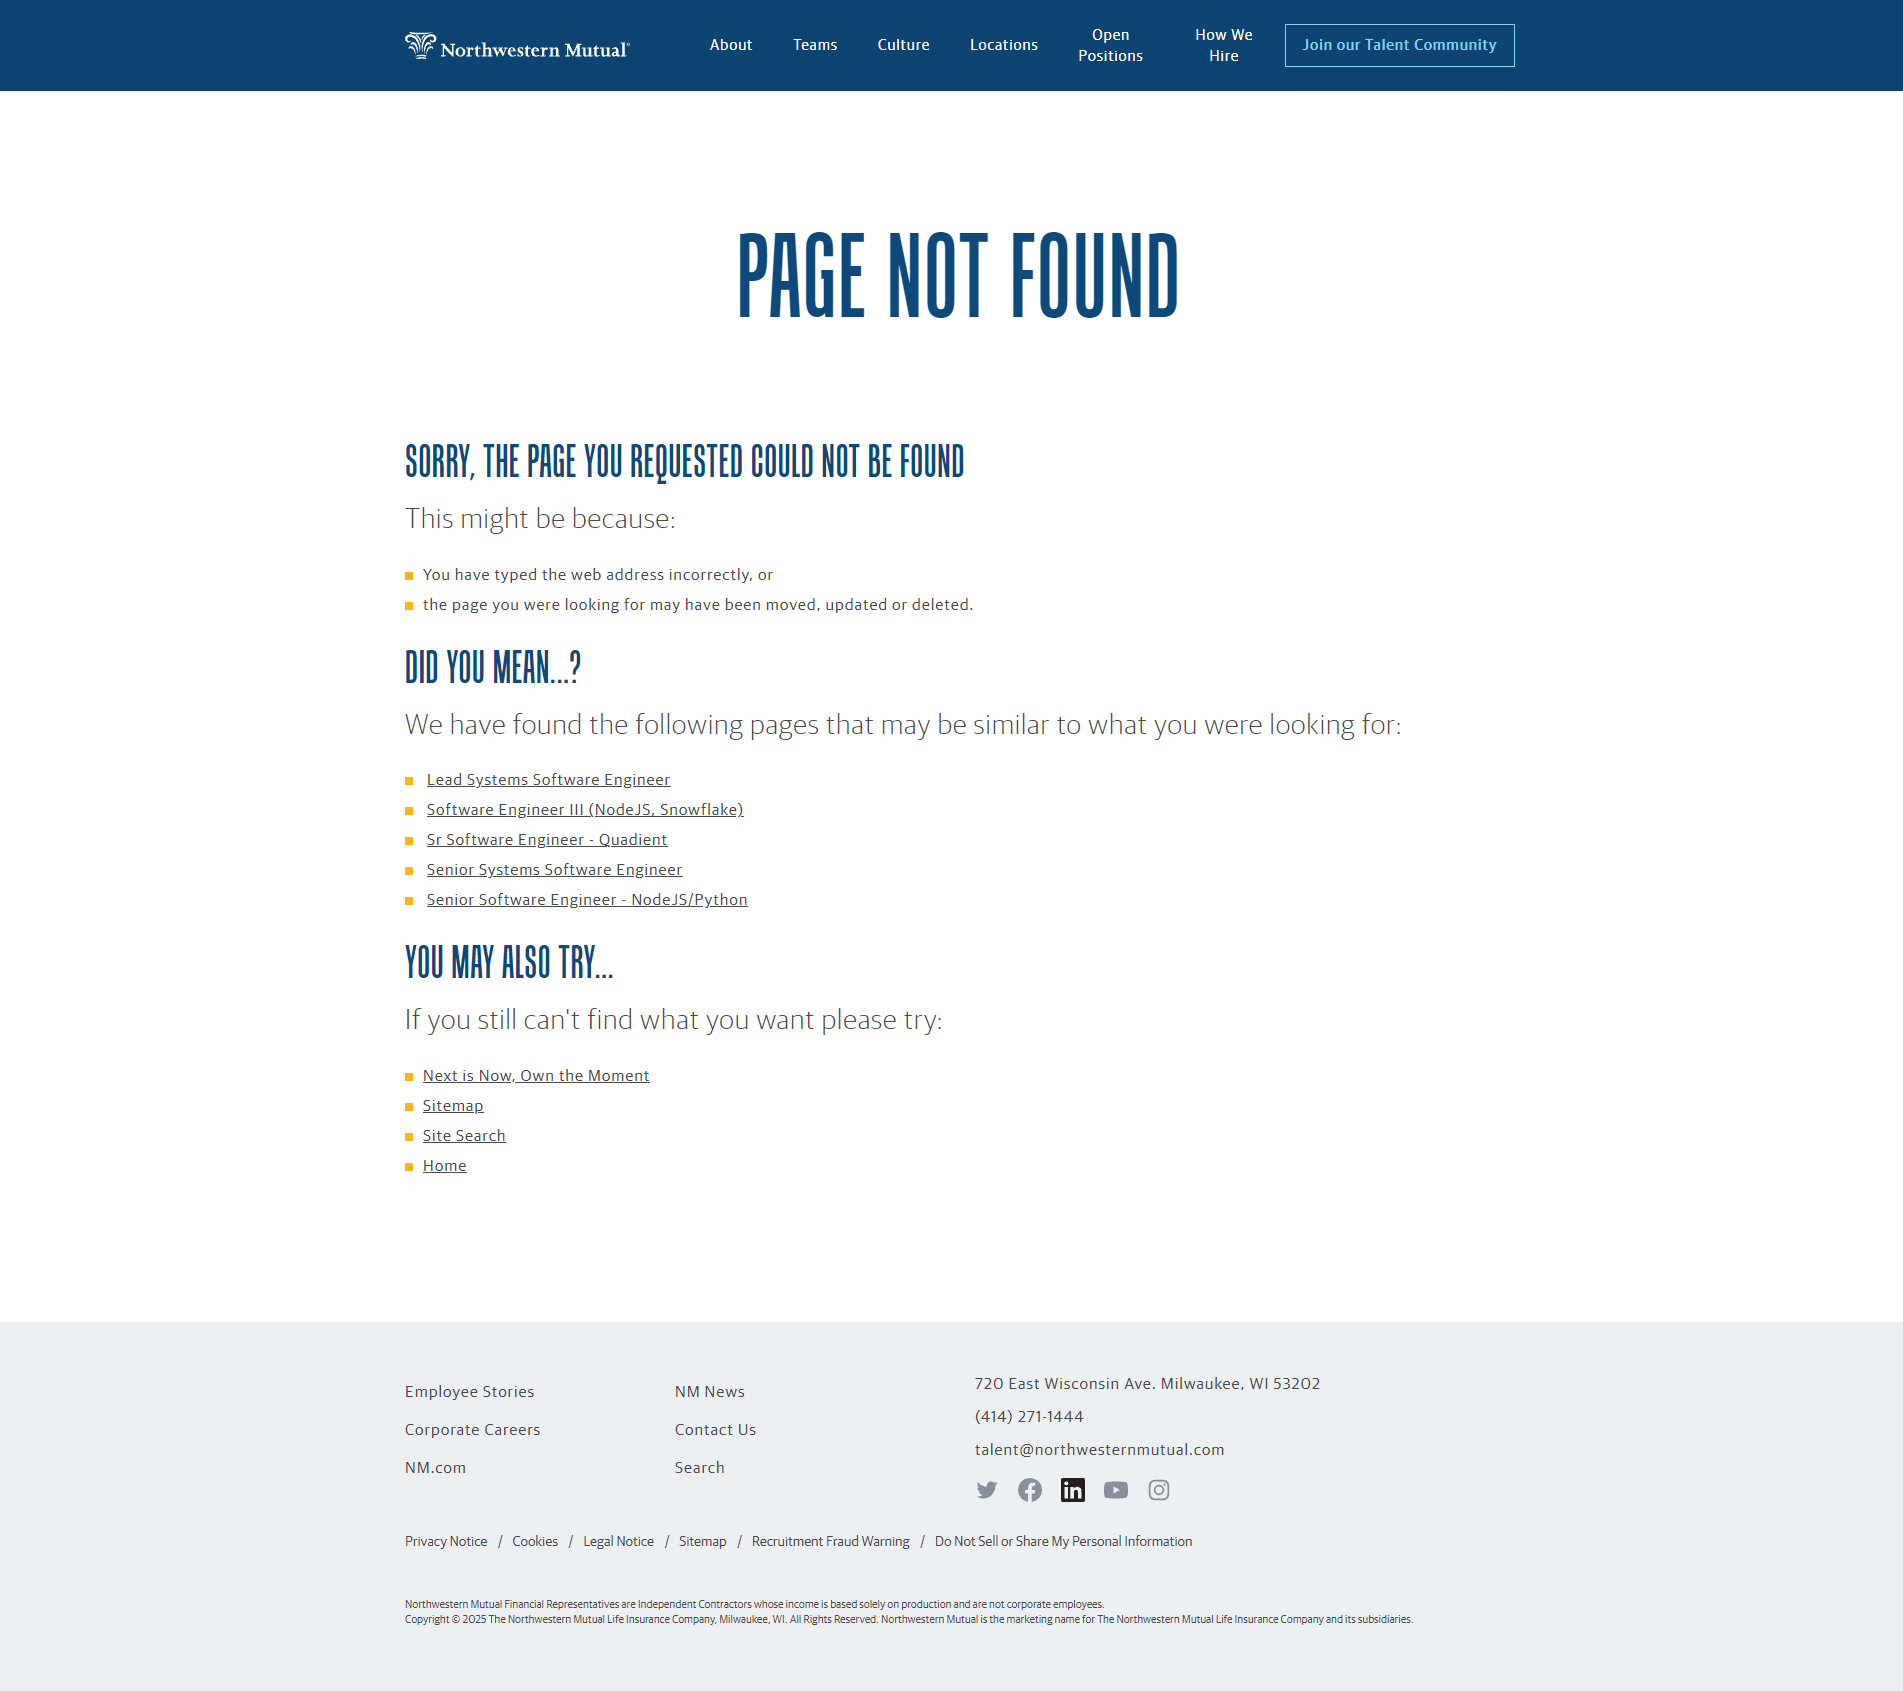 Northwestern Mutual®
About
Teams
Culture
Locations
Open
Positions
How We
Hire
Join our Talent Community
PAGE NOT FOUND
SORRY, THE PAGE YOU REQUESTED COULD NOT BE FOUND
This might be because:
You have typed the web address incorrectly, or
the page you were looking for may have been moved, updated or deleted.
DID YOU MEAN...?
We have found the following pages that may be similar to what you were looking for:
Lead Systems Software Engineer
Software Engineer III (NodeJS, Snowflake)
Sr Software Engineer - Quadient
Senior Systems Software Engineer
Senior Software Engineer - NodeJS/Python
YOU MAY ALSO TRY...
If you still can't find what you want please try:
Next is Now, Own the Moment
Sitemap
Site Search
Home
Employee Stories
Corporate Careers
NM.com
NM News
Contact Us
Search
720 East Wisconsin Ave. Milwaukee, WI 53202
(414) 271-1444
talent@northwesternmutual.com
Privacy Notice / Cookies / Legal Notice / Sitemap / Recruitment Fraud Warning / Do Not Sell or Share My Personal Information
Northwestern Mutual Financial Representatives are Independent Contractors whose income is based solely on production and are not corporate employees.
Copyright © 2025 The Northwestern Mutual Life Insurance Company, Milwaukee, WI. All Rights Reserved. Northwestern Mutual is the marketing name for The Northwestern Mutual Life Insurance Company and its subsidiaries.